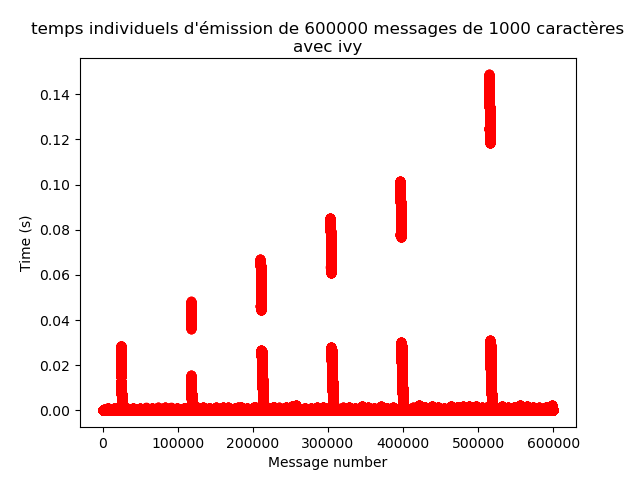 temps individuels d'émission de 600000 messages de 1000 caractères
avec ivy
0.14
0.12
0.10
0.08
0.06
0.04
0.02
0.00
Time (s)
0 100000 200000 300000 400000 500000 600000
Message number